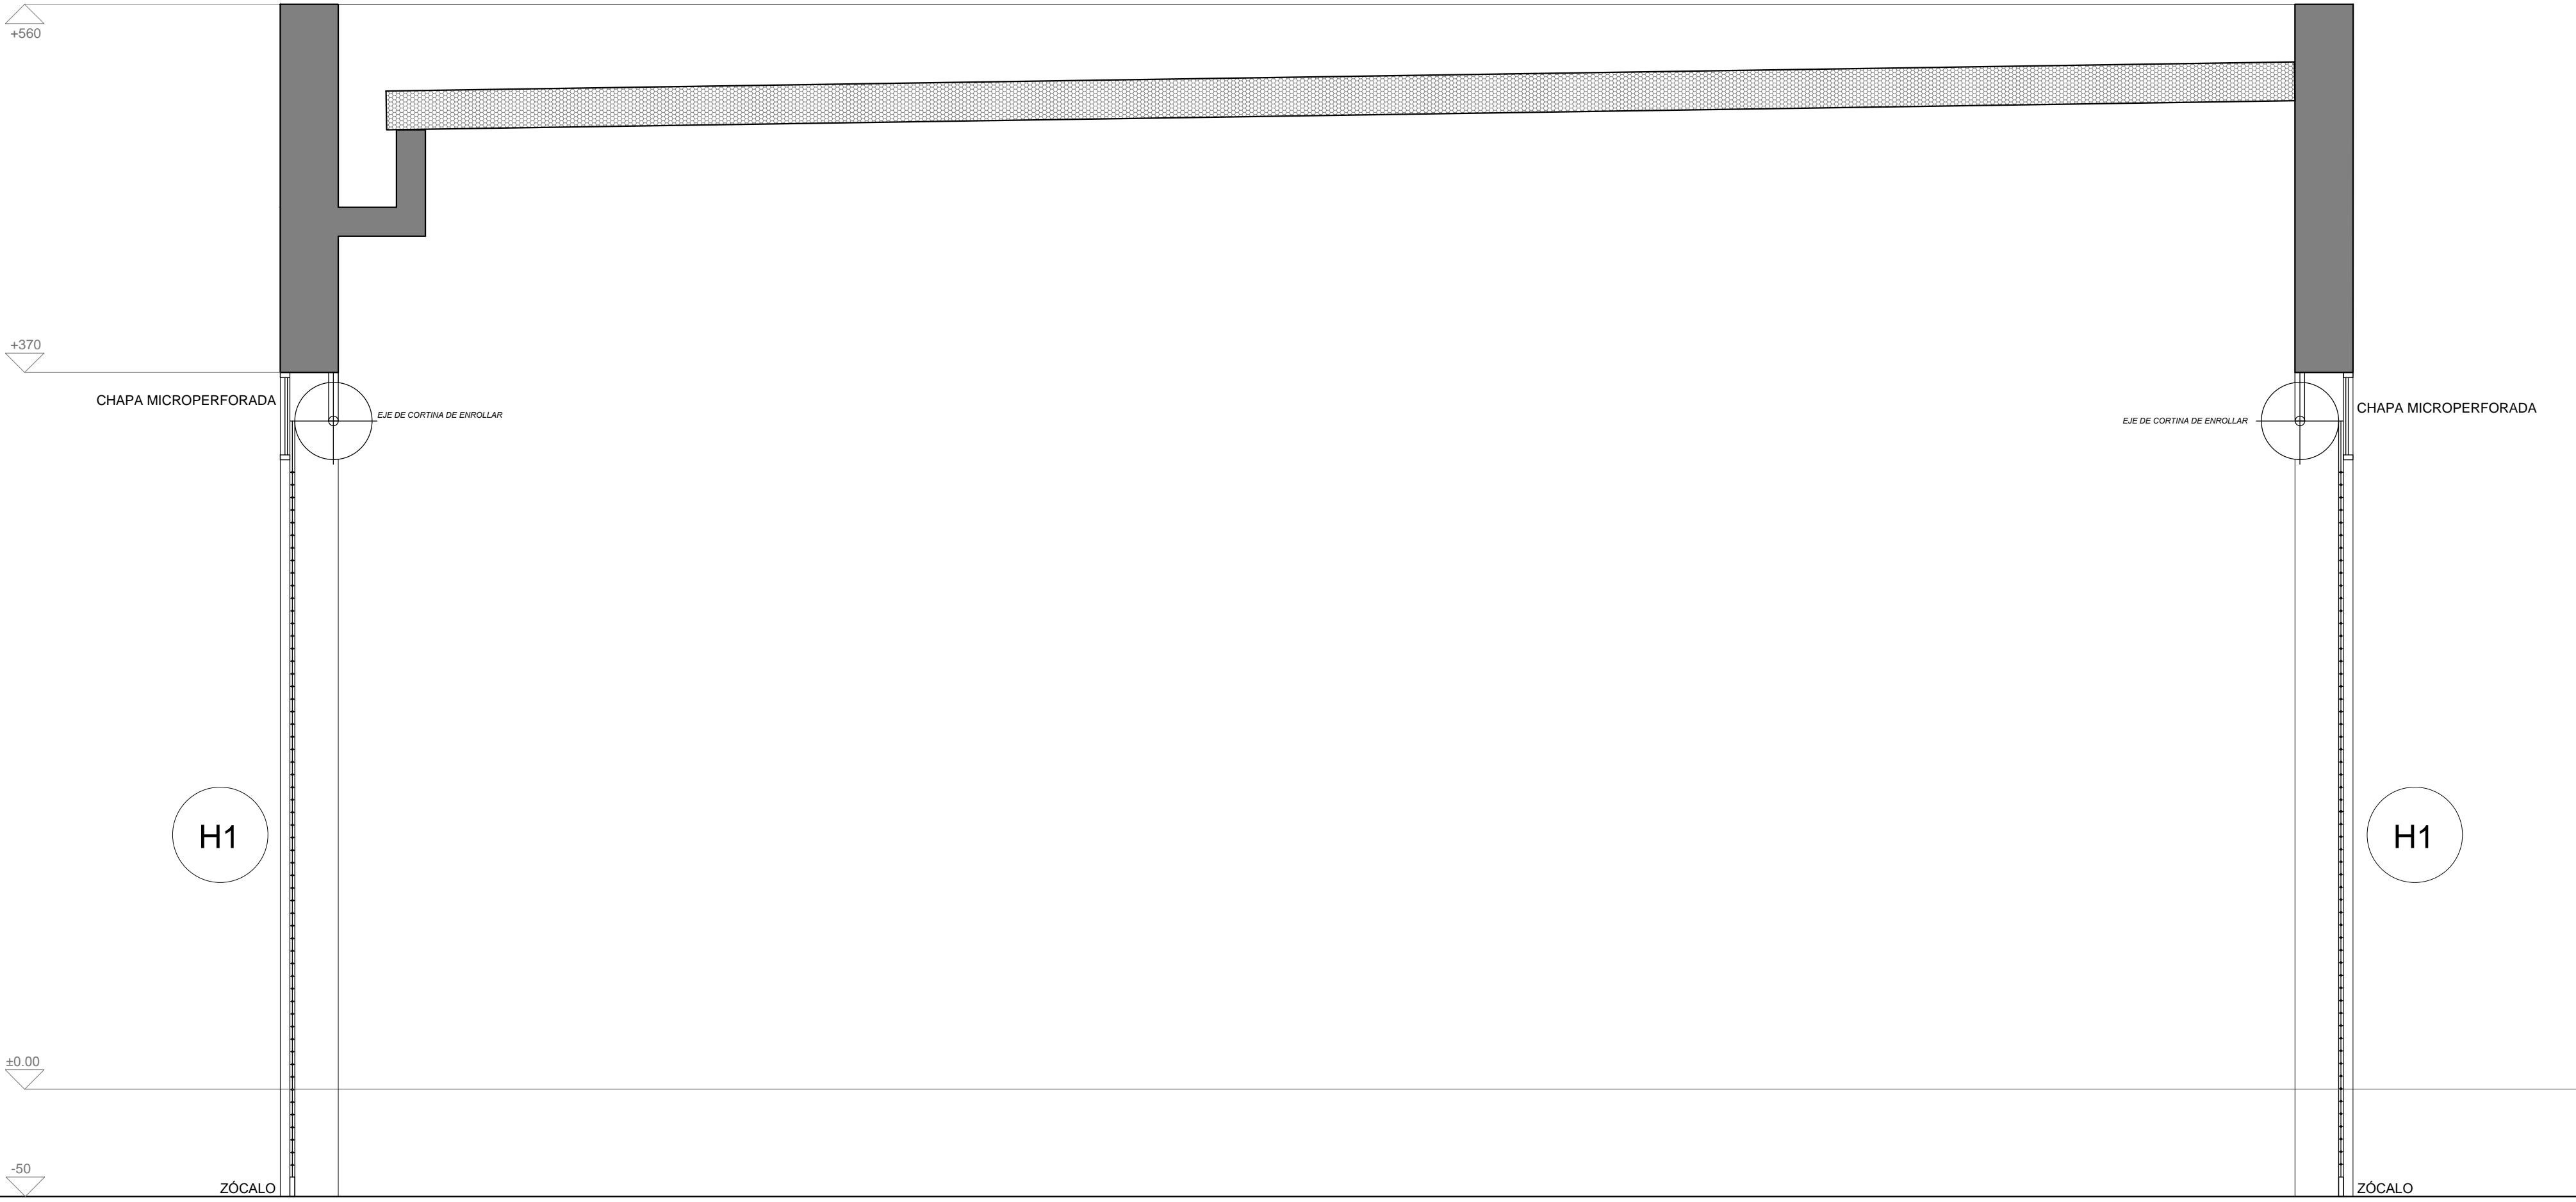 +560
+370
CHAPA MICROPERFORADA
EJE DE CORTINA DE ENROLLAR
EJE DE CORTINA DE ENROLLAR
CHAPA MICROPERFORADA
H1
H1
±0.00
-50
ZÓCALO
ZÓCALO